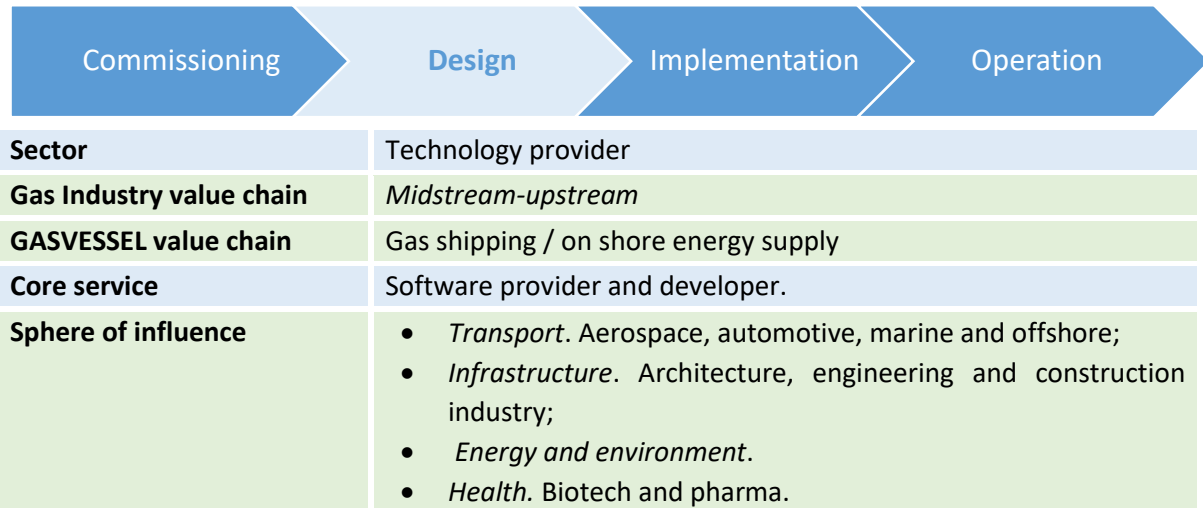 Commissioning Design Implementation Operation
Sector Technology provider
Gas Industry value chain Midstream-upstream
GASVESSEL value chain Gas shipping / on shore energy supply
Core service Software provider and developer.
Sphere of influence • Transport. Aerospace, automotive, marine and offshore;
• Infrastructure. Architecture, engineering and construction
industry;
• Energy and environment.
• Health. Biotech and pharma.